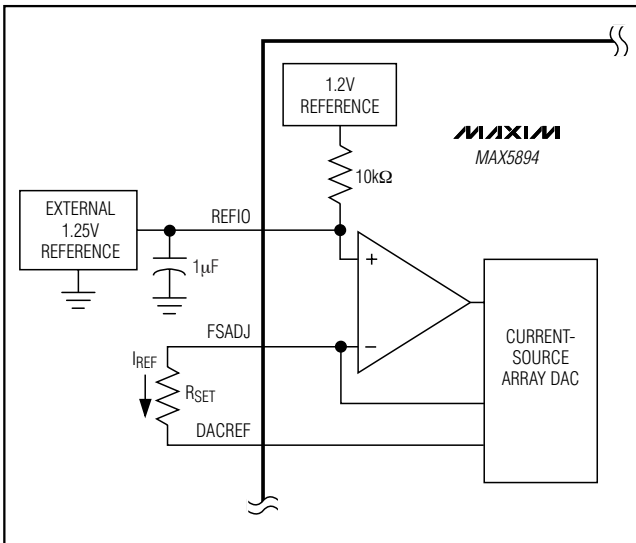 1.2V
REFERENCE
MAXIM
MAX5894
10kΩ
EXTERNAL
1.25V
REFERENCE
REFIO
1μF
+
FSADJ
−
CURRENT-
SOURCE
ARRAY DAC
IREF
RSET
DACREF